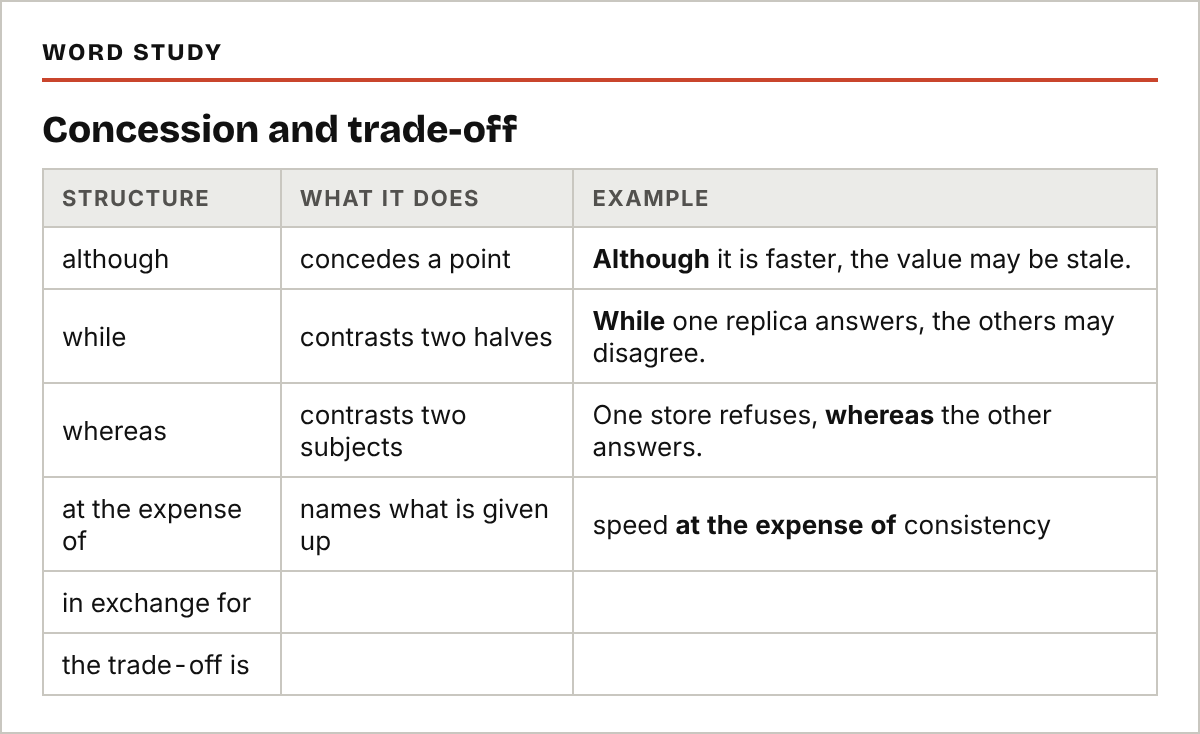 WORD STUDY
Concession and trade-off
STRUCTURE WHAT IT DOES EXAMPLE
although concedes a point Although it is faster, the value may be stale.
while contrasts two halves While one replica answers, the others may
disagree.
whereas contrasts two
subjects One store refuses, whereas the other
answers.
at the expense
of names what is given
up speed at the expense of consistency
in exchange for
the trade-off is